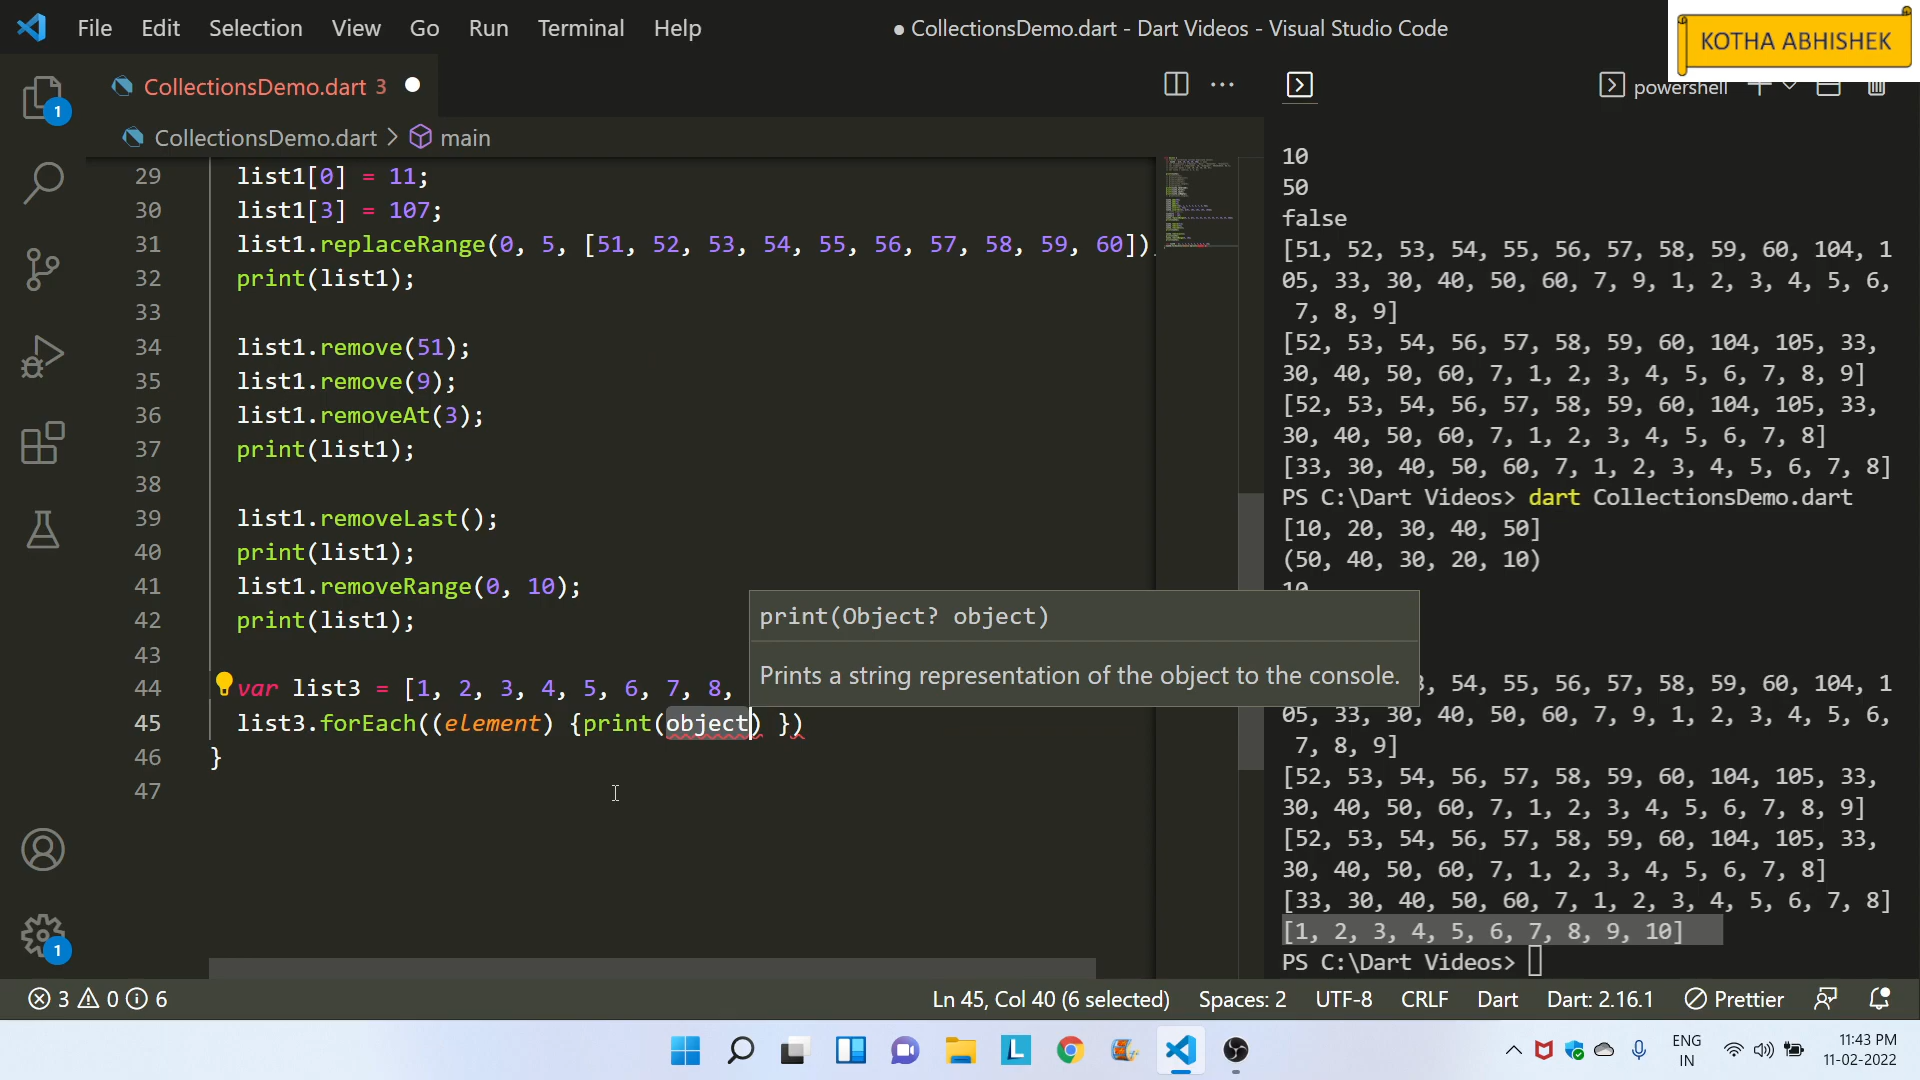 File Edit Selection View Go Run Terminal Help
● CollectionsDemo.dart - Dart Videos - Visual Studio Code
KOTHA ABHISHEK
CollectionsDemo.dart 3
powershell
CollectionsDemo.dart > main
29 list1[0] = 11;
30 list1[3] = 107;
31 list1.replaceRange(0, 5, [51, 52, 53, 54, 55, 56, 57, 58, 59, 60])
32 print(list1);
33
34 list1.remove(51);
35 list1.remove(9);
36 list1.removeAt(3);
37 print(list1);
38
39 list1.removeLast();
40 print(list1);
41 list1.removeRange(0, 10);
42 print(list1);
43
44 var list3 = [1, 2, 3, 4, 5, 6, 7, 8,
45 list3.forEach((element) {print(object) })
46 }
47
print(Object? object)
Prints a string representation of the object to the console.
10
50
false
[51, 52, 53, 54, 55, 56, 57, 58, 59, 60, 104, 1
05, 33, 30, 40, 50, 60, 7, 9, 1, 2, 3, 4, 5, 6,
7, 8, 9]
[52, 53, 54, 56, 57, 58, 59, 60, 104, 105, 33,
30, 40, 50, 60, 7, 1, 2, 3, 4, 5, 6, 7, 8, 9]
[52, 53, 54, 56, 57, 58, 59, 60, 104, 105, 33,
30, 40, 50, 60, 7, 1, 2, 3, 4, 5, 6, 7, 8]
[33, 30, 40, 50, 60, 7, 1, 2, 3, 4, 5, 6, 7, 8]
PS C:\Dart Videos> dart CollectionsDemo.dart
[10, 20, 30, 40, 50]
(50, 40, 30, 20, 10)
10
, 54, 55, 56, 57, 58, 59, 60, 104, 1
05, 33, 30, 40, 50, 60, 7, 9, 1, 2, 3, 4, 5, 6,
7, 8, 9]
[52, 53, 54, 56, 57, 58, 59, 60, 104, 105, 33,
30, 40, 50, 60, 7, 1, 2, 3, 4, 5, 6, 7, 8, 9]
[52, 53, 54, 56, 57, 58, 59, 60, 104, 105, 33,
30, 40, 50, 60, 7, 1, 2, 3, 4, 5, 6, 7, 8]
[33, 30, 40, 50, 60, 7, 1, 2, 3, 4, 5, 6, 7, 8]
[1, 2, 3, 4, 5, 6, 7, 8, 9, 10]
PS C:\Dart Videos>
1
1
3 0 6
Ln 45, Col 40 (6 selected) Spaces: 2 UTF-8 CRLF Dart Dart: 2.16.1 Prettier
L
ENG
IN
11:43 PM
11-02-2022